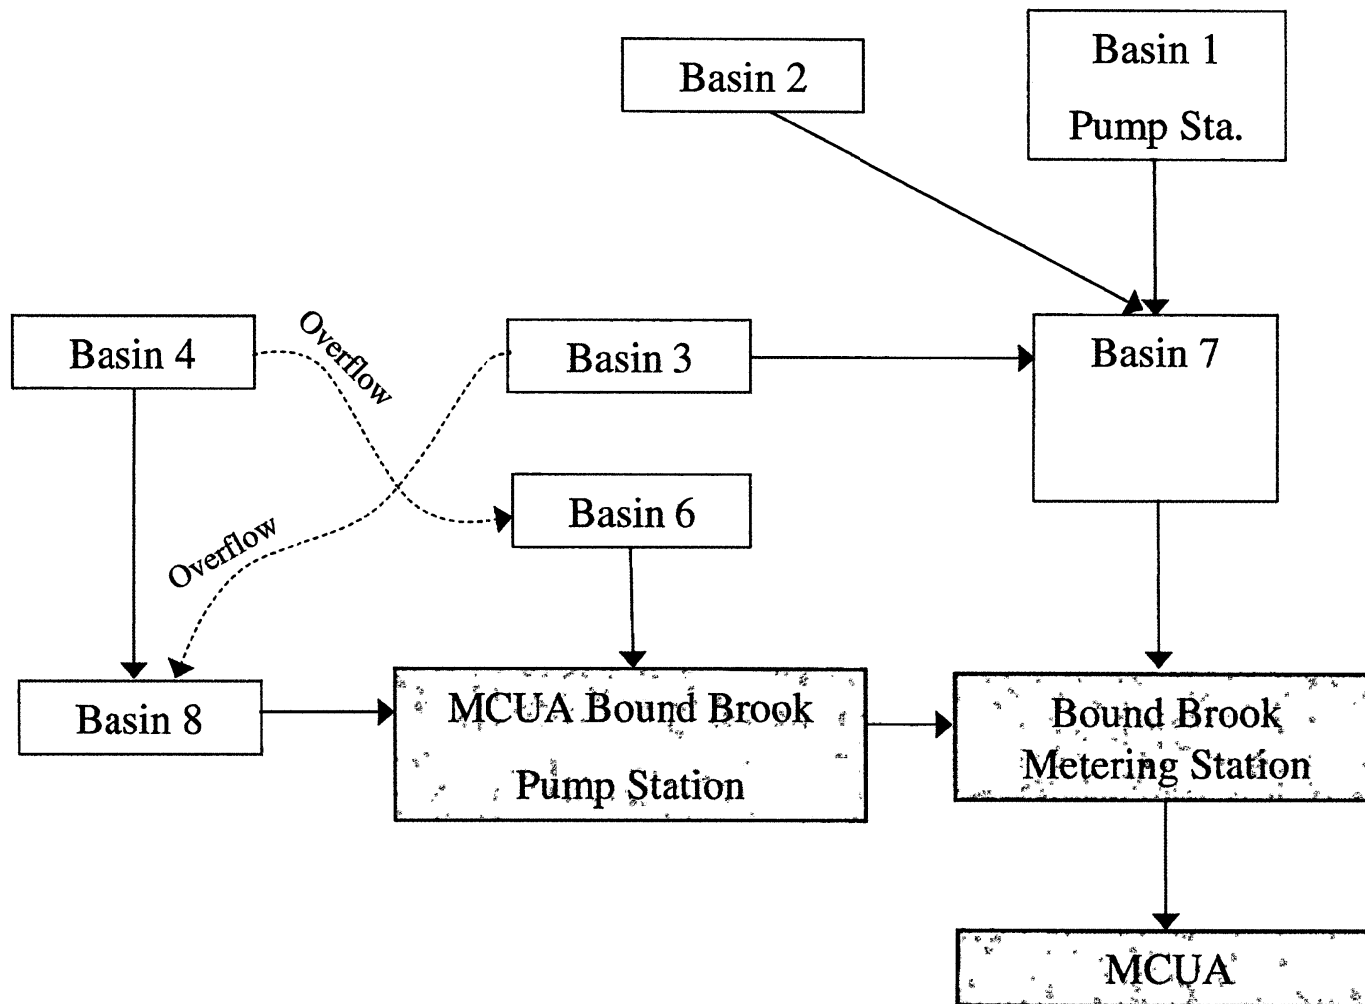 Basin 1
Pump Sta.
Basin 2
Basin 4
Overflow
Basin 3
Basin 7
Basin 6
Overflow
Basin 8
MCUA Bound Brook
Pump Station
Bound Brook
Metering Station
MCUA